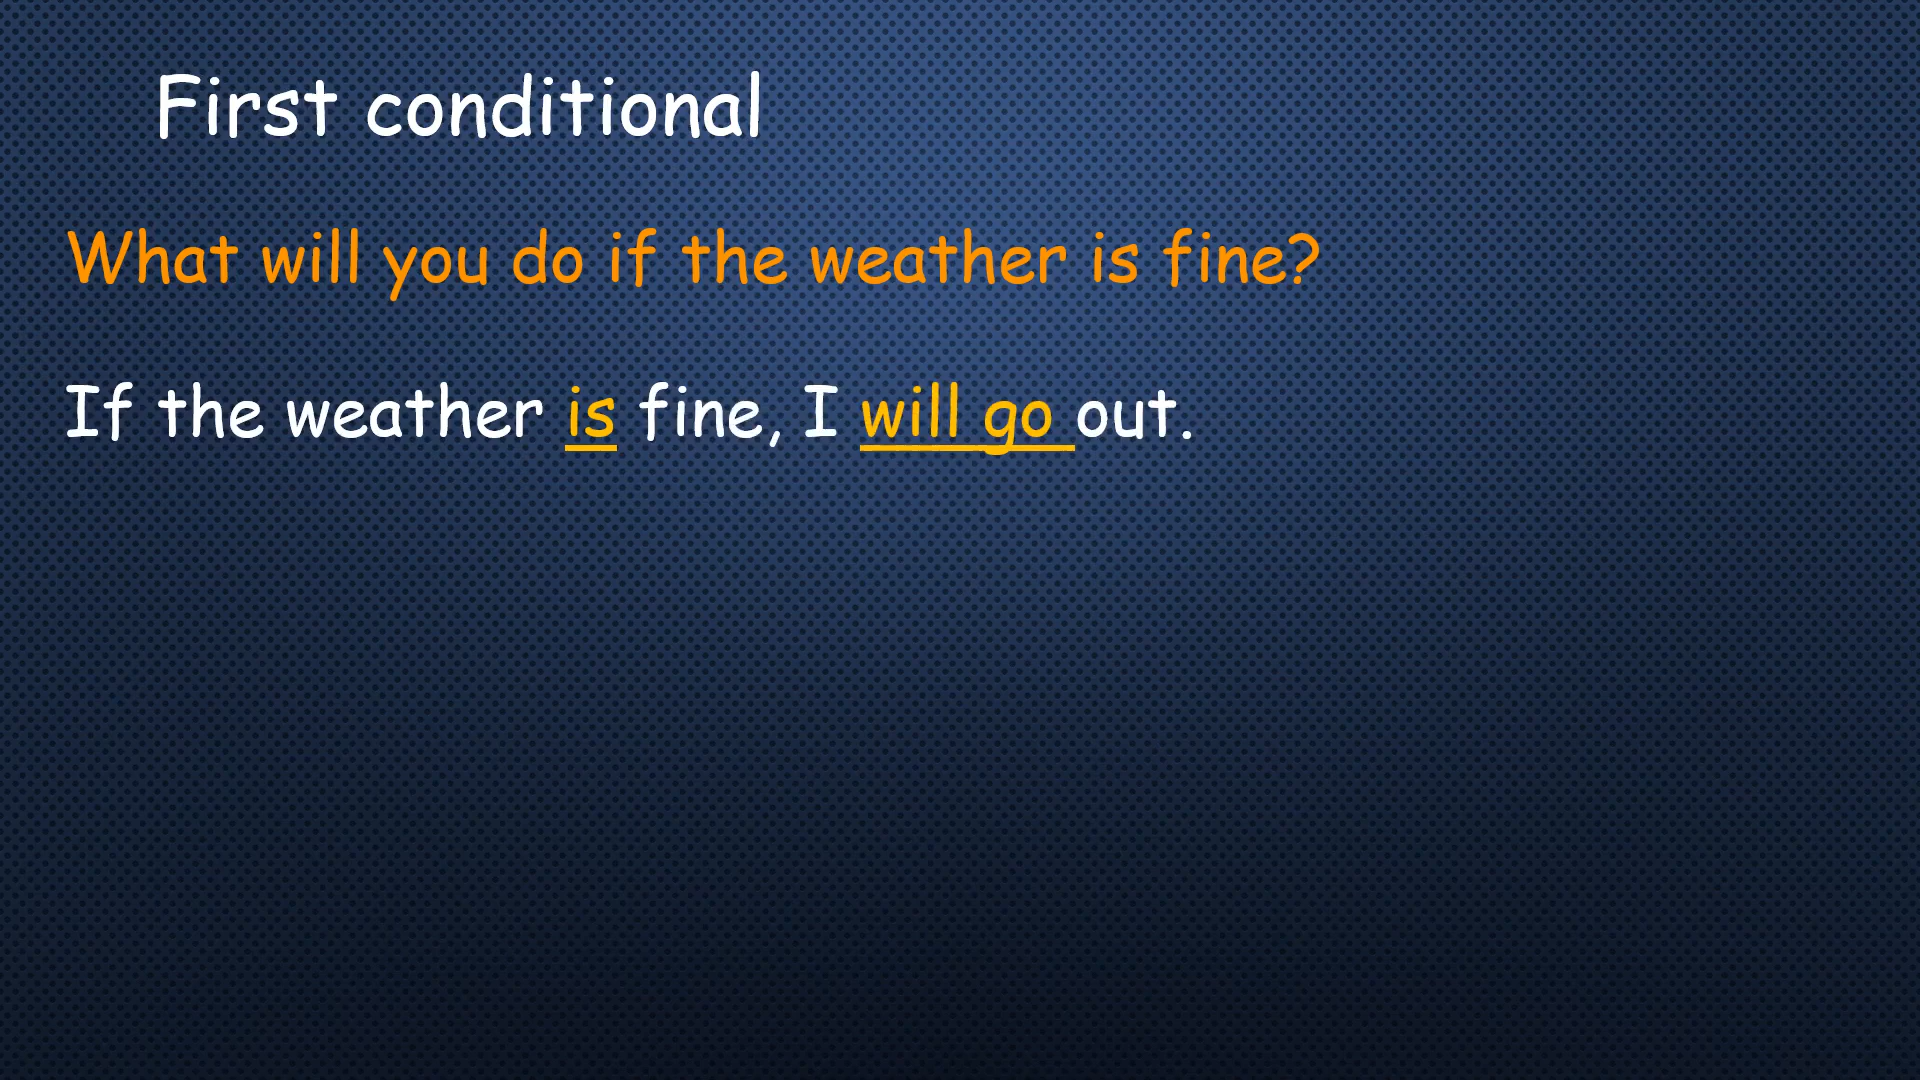 First conditional
What will you do if the weather is fine?
If the weather is fine, I will go out.